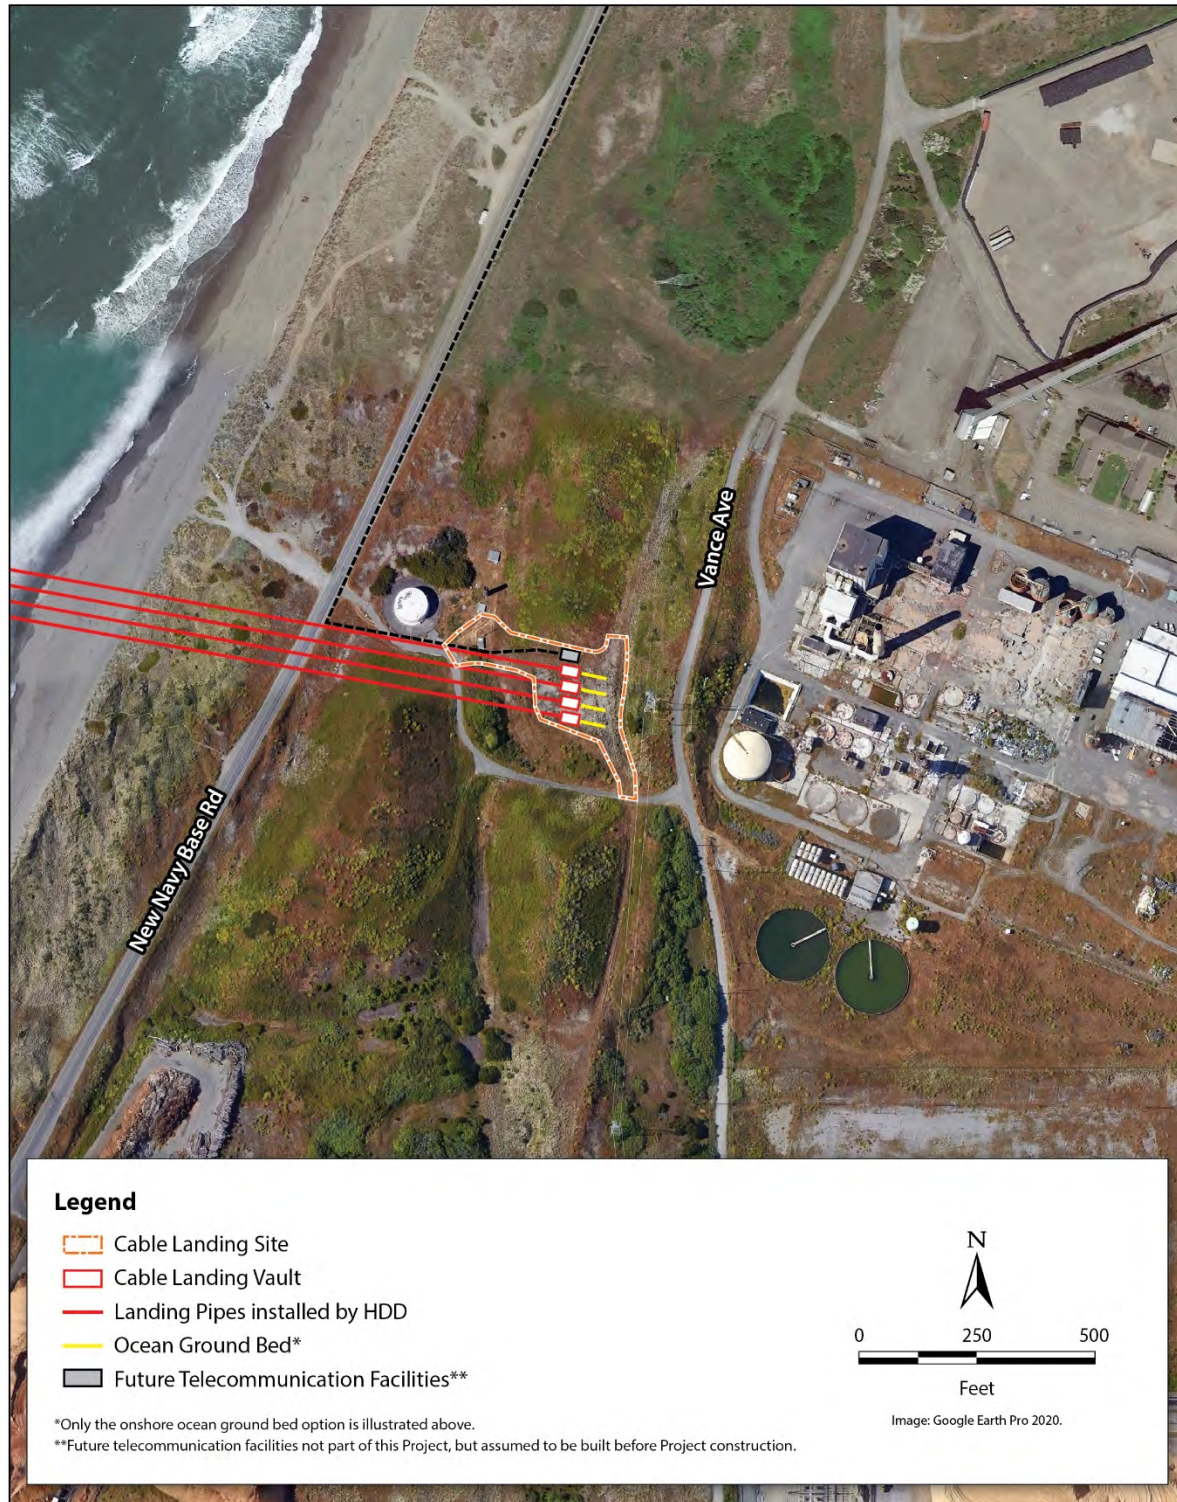 Vance Ave
New Navy Base Rd
Legend
Cable Landing Site
Cable Landing Vault
Landing Pipes installed by HDD
Ocean Ground Bed*
Future Telecommunication Facilities**
*Only the onshore ocean ground bed option is illustrated above.
**Future telecommunication facilities not part of this Project, but assumed to be built before Project construction.
N
0 250 500
Feet
Image: Google Earth Pro 2020.